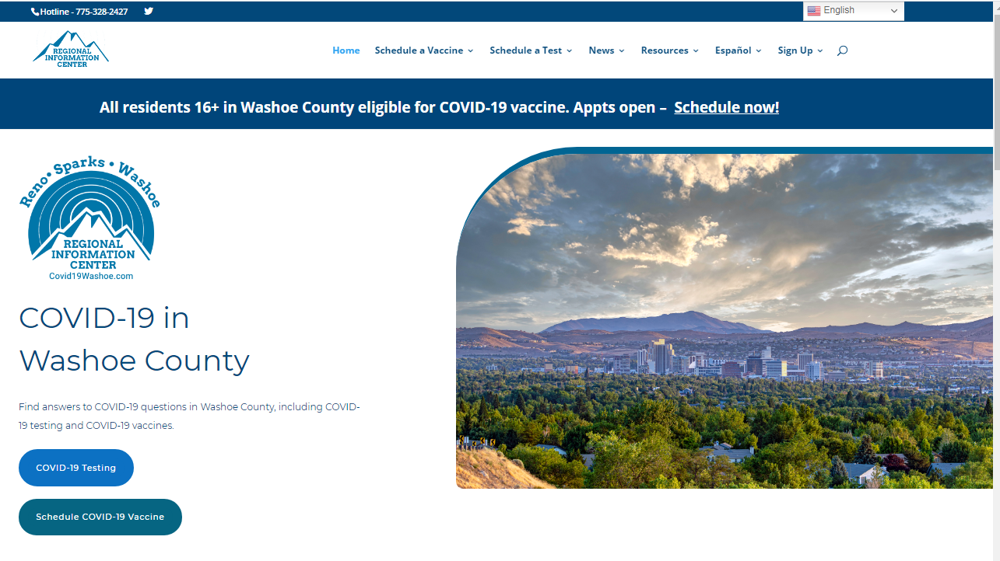 Hotline - 775-328-2427
English
REGIONAL
INFORMATION
CENTER
Home
Schedule a Vaccine
Schedule a Test
News
Resources
Español
Sign Up
All residents 16+ in Washoe County eligible for COVID-19 vaccine. Appts open – Schedule now!
Reno • Sparks • Washoe
REGIONAL
INFORMATION
CENTER
Covid19Washoe.com
COVID-19 in
Washoe County
Find answers to COVID-19 questions in Washoe County, including COVID-
19 testing and COVID-19 vaccines.
COVID-19 Testing
Schedule COVID-19 Vaccine